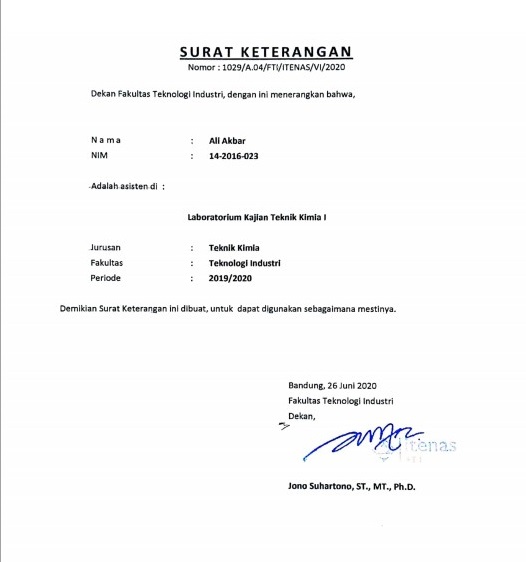 SURAT KETERANGAN
Nomor : 1029/A.04/FTI/ITENAS/VI/2020
Dekan Fakultas Teknologi Industri, dengan ini menerangkan bahwa,
N a m a : Ali Akbar
NIM : 14-2016-023
Adalah asisten di :
Laboratorium Kajian Teknik Kimia I
Jurusan : Teknik Kimia
Fakultas : Teknologi Industri
Periode : 2019/2020
Demikian Surat Keterangan ini dibuat, untuk dapat digunakan sebagaimana mestinya.
Bandung, 26 Juni 2020
Fakultas Teknologi Industri
Dekan,
itenas
Jono Suhartono, ST., MT., Ph.D.